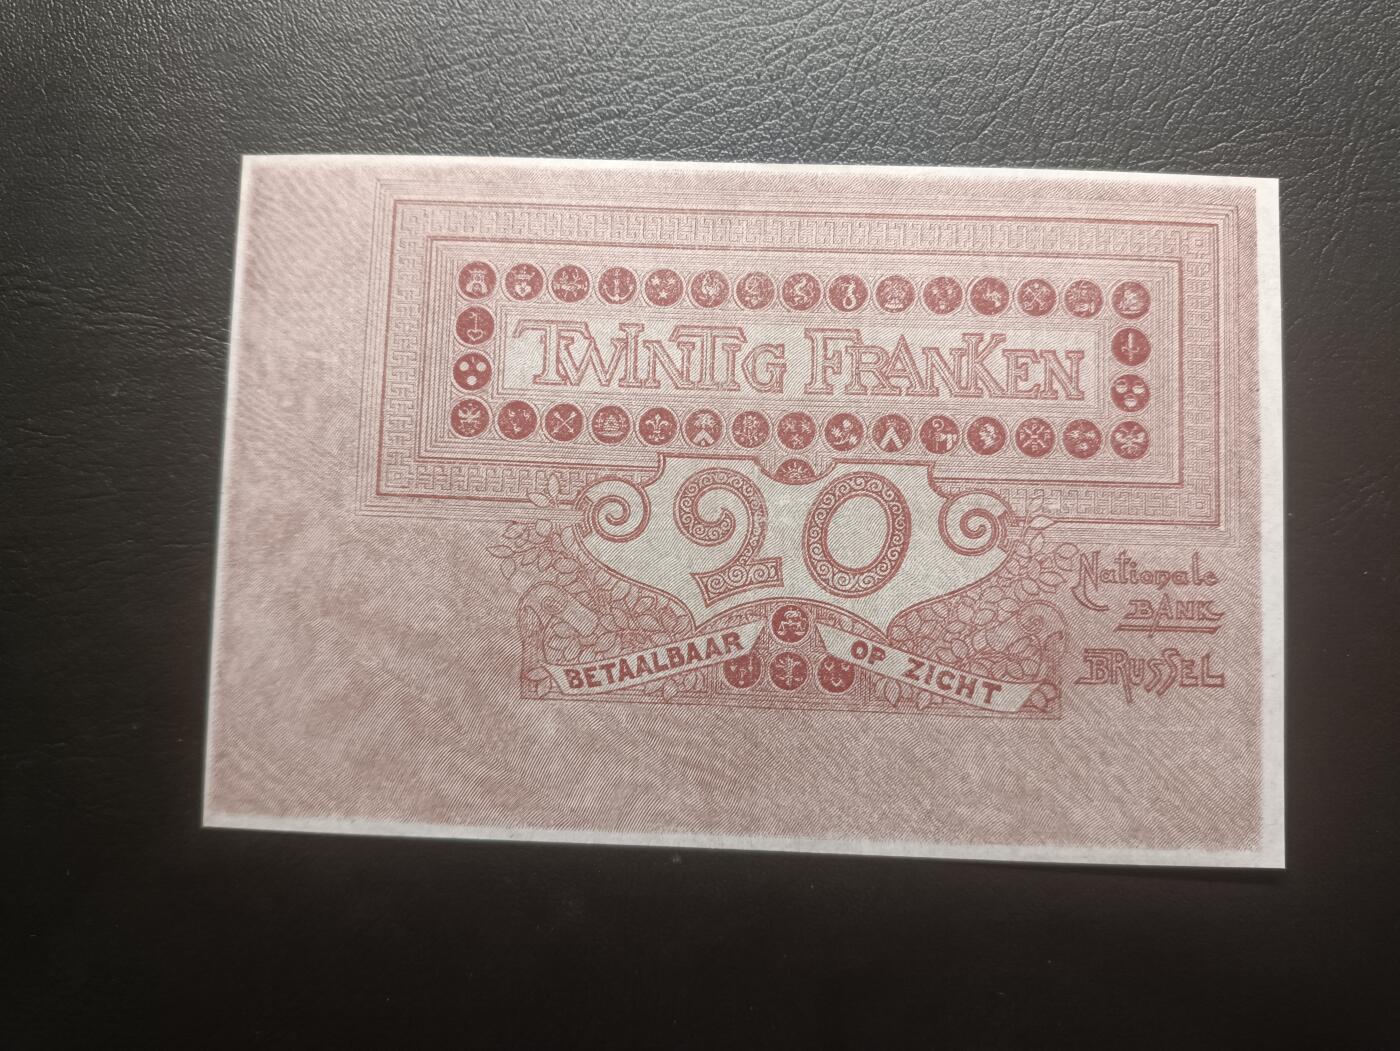 TWINTIG FRANKEN
20
Nationale
BANK
BRUSSEL
BETAALBAAR OP ZICHT